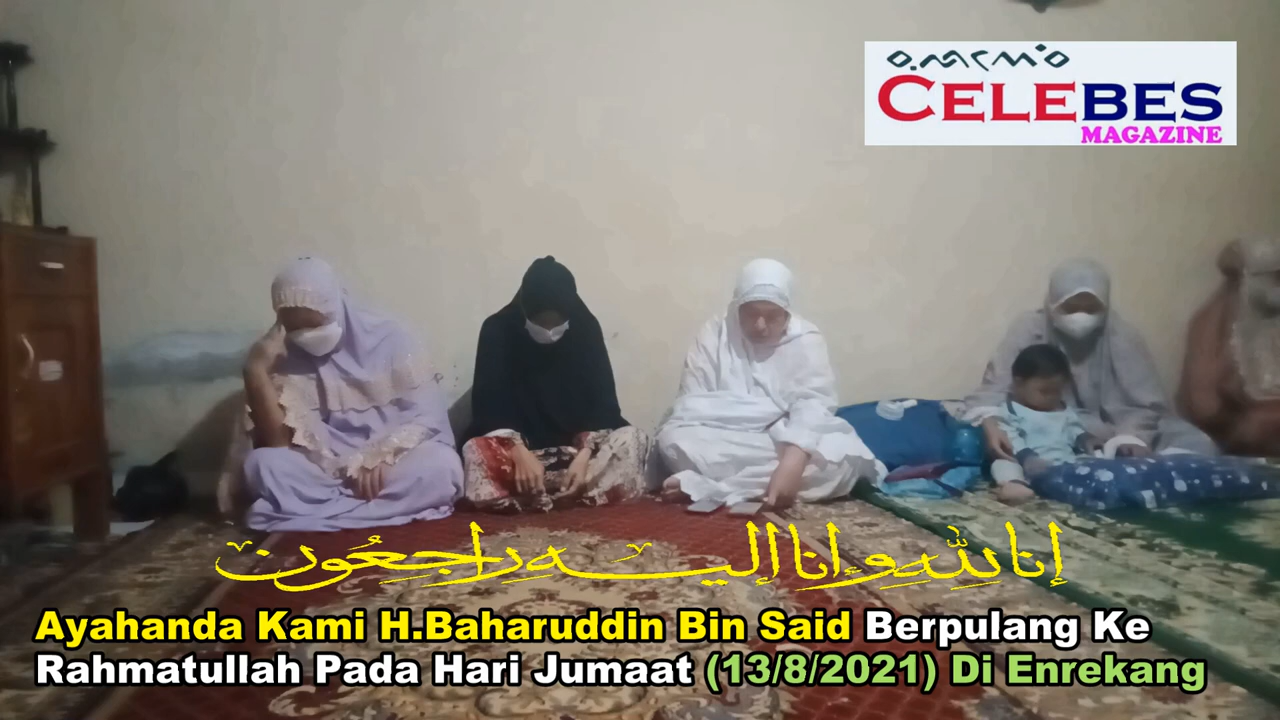 ᨔᨘᨒᨓᨙᨔᨗ
CELEBES
MAGAZINE
إنا لله وإنا إليه راجعون
Ayahanda Kami H.Baharuddin Bin Said Berpulang Ke
Rahmatullah Pada Hari Jumaat (13/8/2021) Di Enrekang